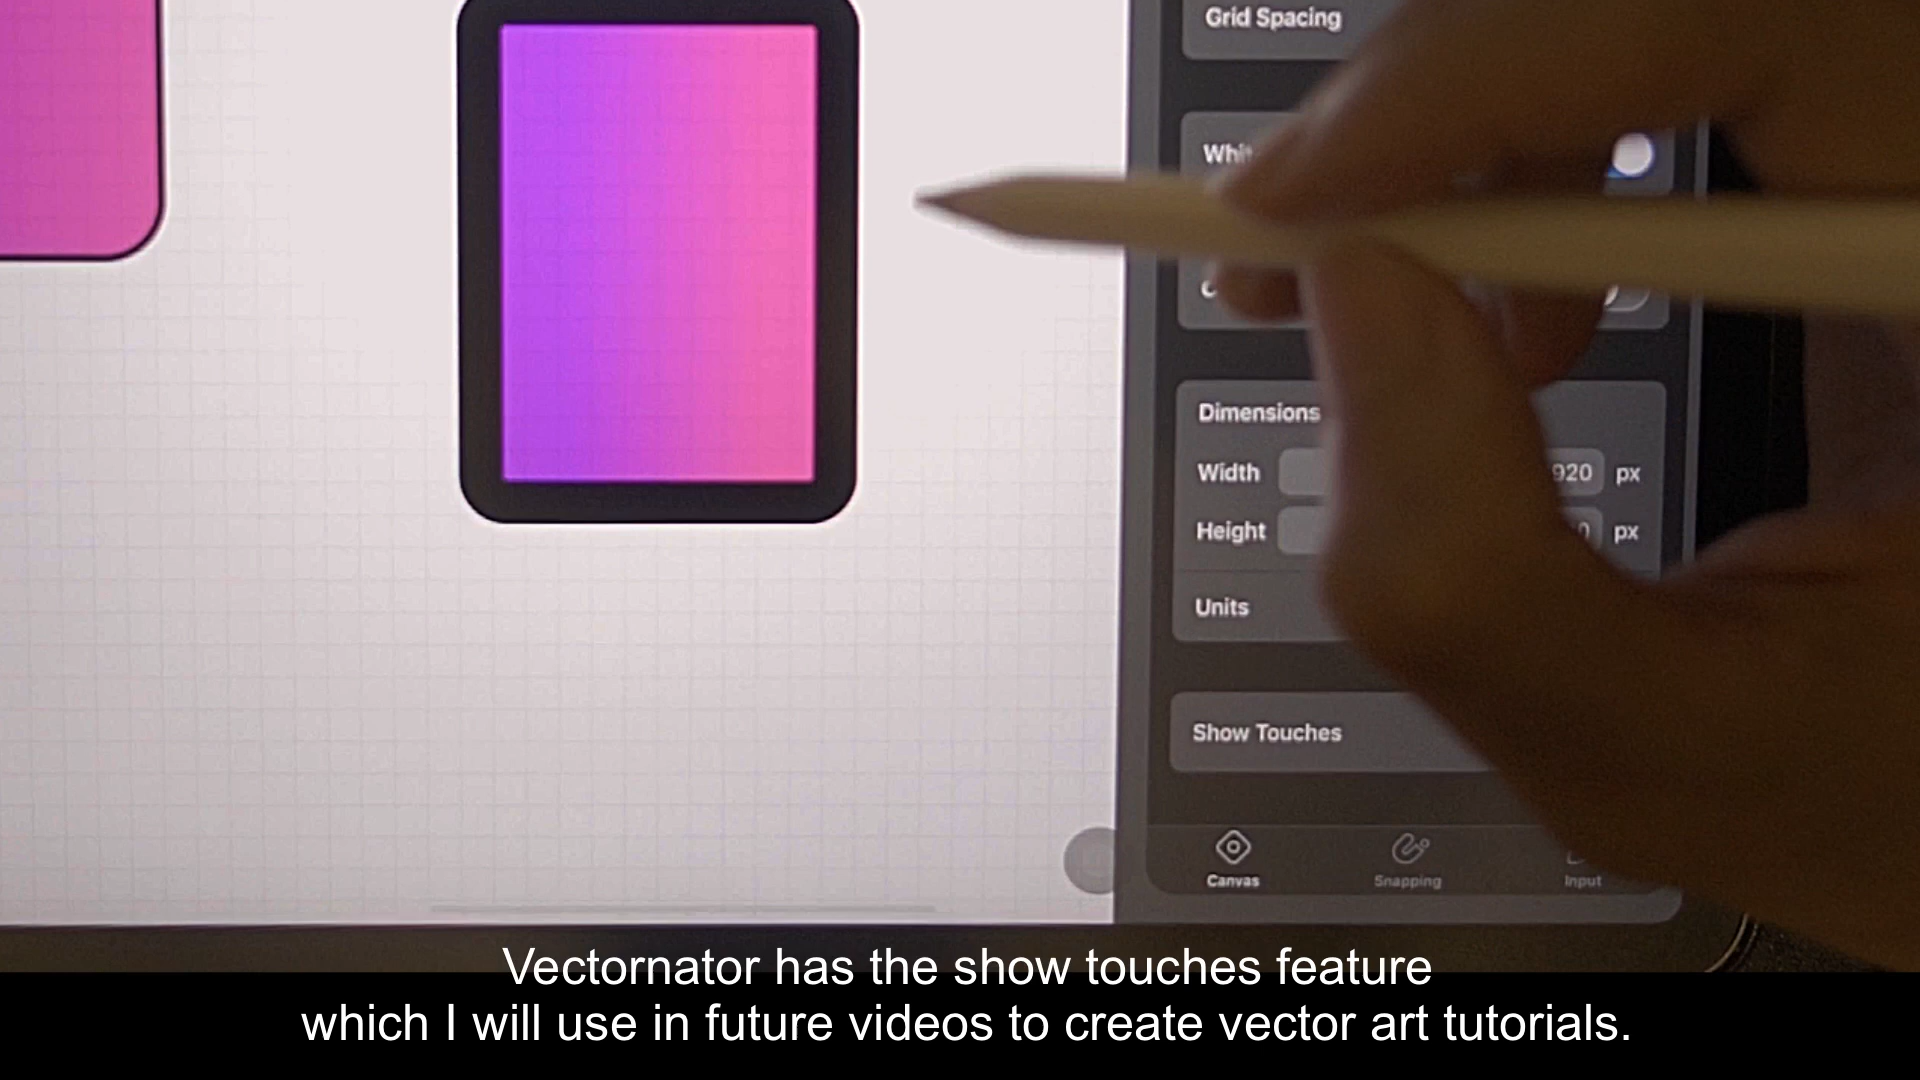 Grid Spacing
Dimensions
Width 920 px
Height px
Units
Show Touches
Canvas Snapping Input
Vectornator has the show touches feature
which I will use in future videos to create vector art tutorials.